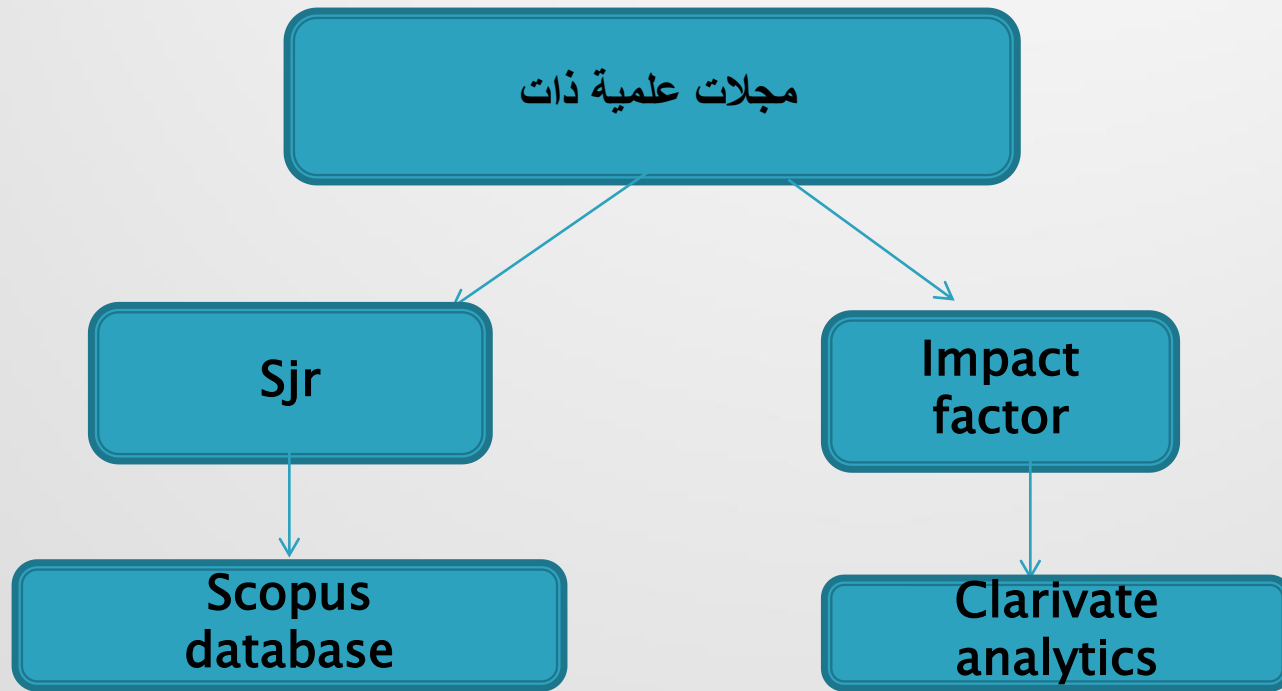 مجلات علمية ذات
Sjr
Impact
factor
Scopus
database
Clarivate
analytics